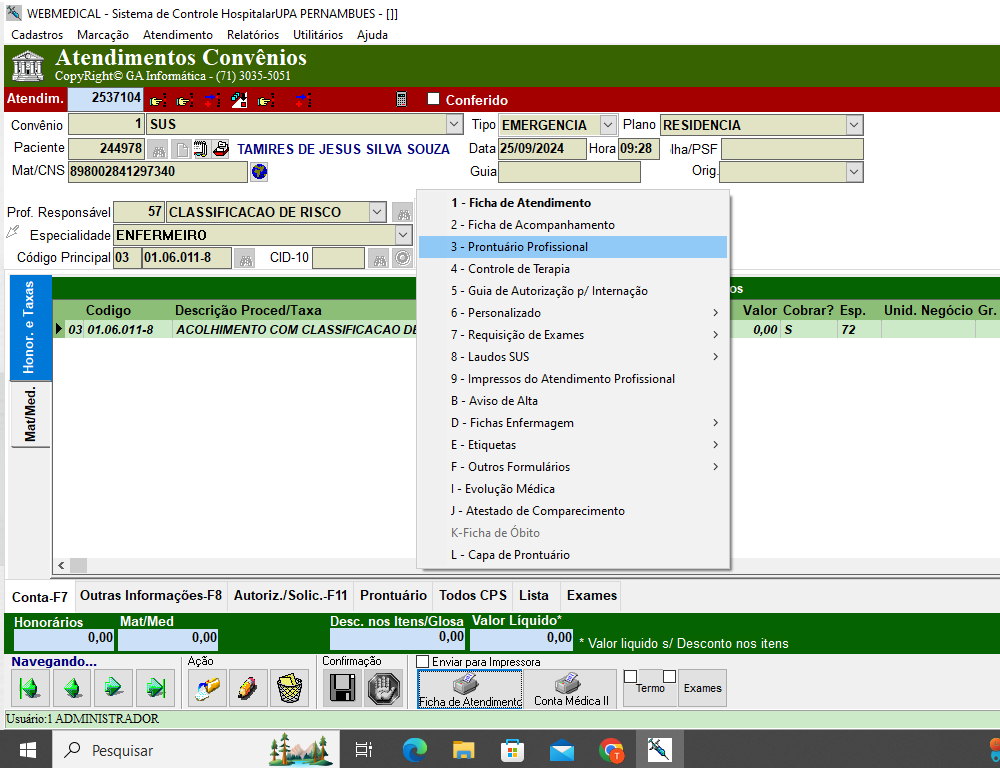 WEBMEDICAL - Sistema de Controle HospitalarUPA PERNAMBUES - []]
Cadastros Marcação Atendimento Relatórios Utilitários Ajuda
Atendimentos Convênios
CopyRight© GA Informática - (71) 3035-5051
Atendim. 2537104 Conferido
Convênio 1 SUS Tipo EMERGENCIA Plano RESIDENCIA
Paciente 244978 TAMIRES DE JESUS SILVA SOUZA Data 25/09/2024 Hora 09:28 lha/PSF
Mat/CNS 898002841297340 Guia Orig.
Prof. Responsável 57 CLASSIFICACAO DE RISCO
Especialidade ENFERMEIRO
Código Principal 03 01.06.011-8 CID-10
1 - Ficha de Atendimento
2 - Ficha de Acompanhamento
3 - Prontuário Profissional
4 - Controle de Terapia
5 - Guia de Autorização p/ Internação
6 - Personalizado
7 - Requisição de Exames
8 - Laudos SUS
9 - Impressos do Atendimento Profissional
B - Aviso de Alta
D - Fichas Enfermagem
E - Etiquetas
F - Outros Formulários
I - Evolução Médica
J - Atestado de Comparecimento
K-Ficha de Óbito
L - Capa de Prontuário
Honor. e Taxas
Mat/Med.
os
Codigo Descrição Proced/Taxa Valor Cobrar? Esp. Unid. Negócio Gr.
03 01.06.011-8 ACOLHIMENTO COM CLASSIFICACAO DE 0,00 S 72
Conta-F7 Outras Informações-F8 Autoriz./Solic.-F11 Prontuário Todos CPS Lista Exames
Honorários Mat/Med Desc. nos Itens/Glosa Valor Líquido*
0,00 0,00 0,00 0,00 * Valor liquido s/ Desconto nos itens
Navegando... Ação Confirmação Enviar para Impressora
Ficha de Atendimento Conta Médica II Termo Exames
Usuário:1 ADMINISTRADOR
Pesquisar
T